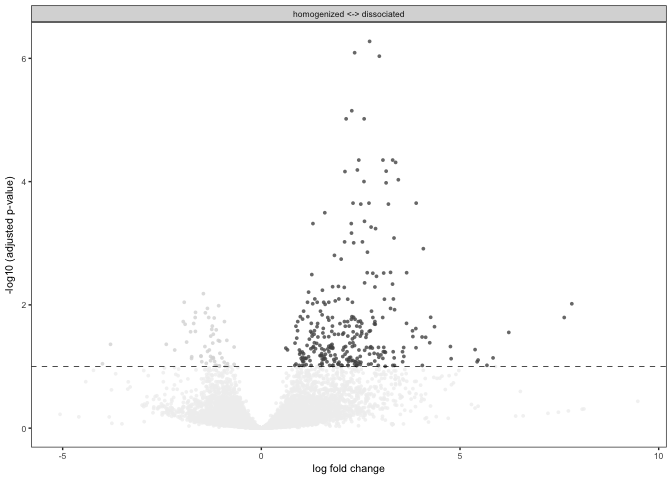 homogenized <-> dissociated
6
4
2
0
-log10 (adjusted p-value)
-5
0
5
10
log fold change